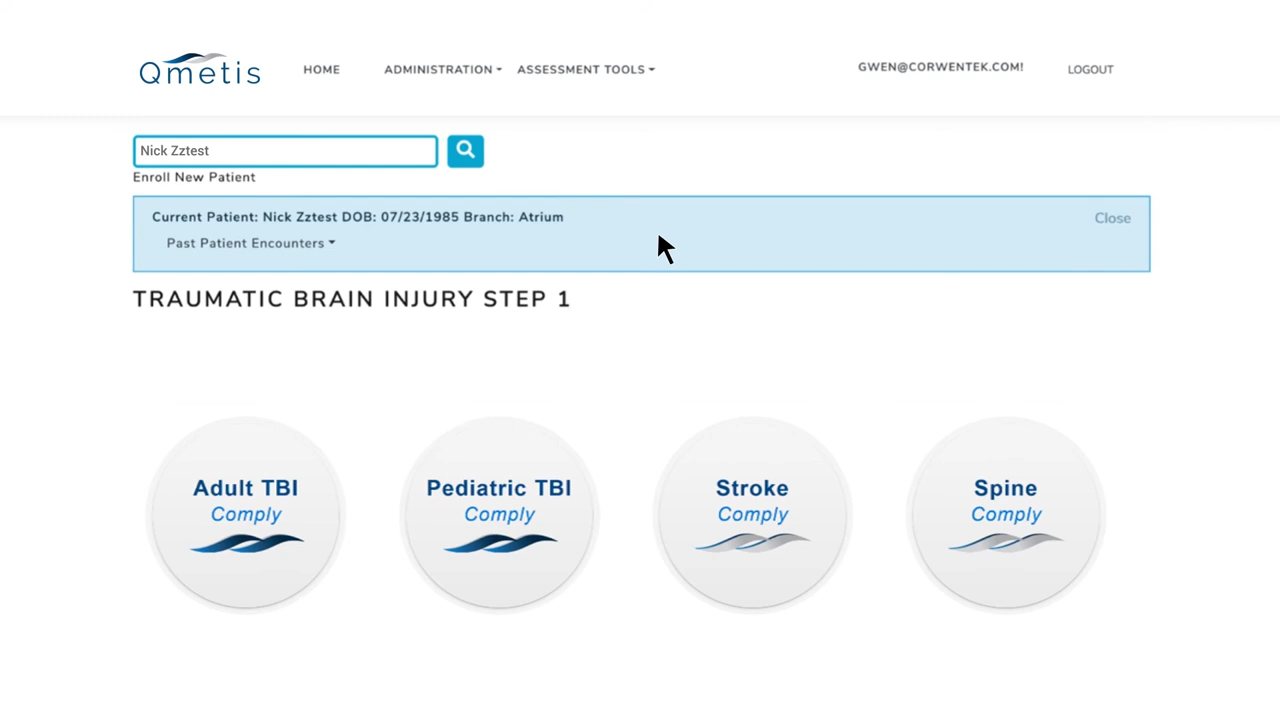 Qmetis
HOME
ADMINISTRATION
ASSESSMENT TOOLS
GWEN@CORWENTEK.COM!
LOGOUT
Nick Zztest
Enroll New Patient
Current Patient: Nick Zztest DOB: 07/23/1985 Branch: Atrium
Close
Past Patient Encounters
TRAUMATIC BRAIN INJURY STEP 1
Adult TBI
Comply
Pediatric TBI
Comply
Stroke
Comply
Spine
Comply